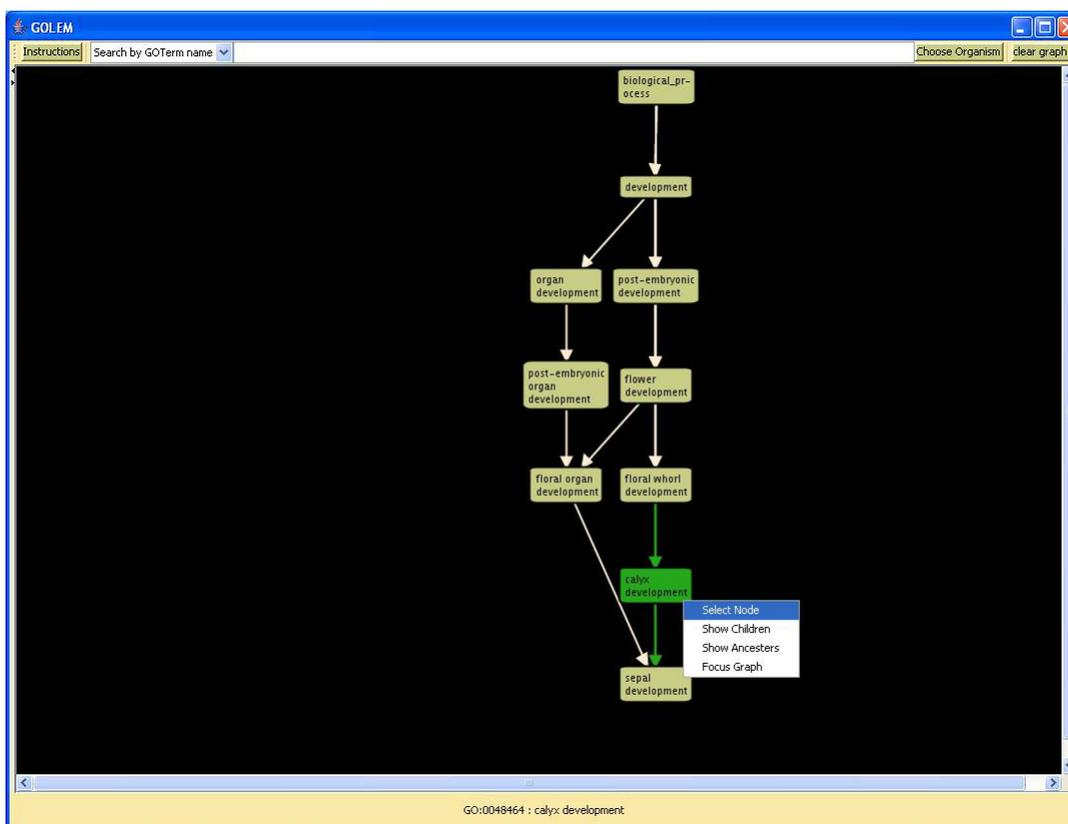 GOLEM
Instructions Search by GOTerm name Choose Organism clear graph
biological_pr-
ocess
development
organ
development
post-embryonic
development
post-embryonic
organ
development
flower
development
floral organ
development
floral whorl
development
calyx
development
Select Node
Show Children
Show Ancesters
Focus Graph
sepal
development
GO:0048464 : calyx development